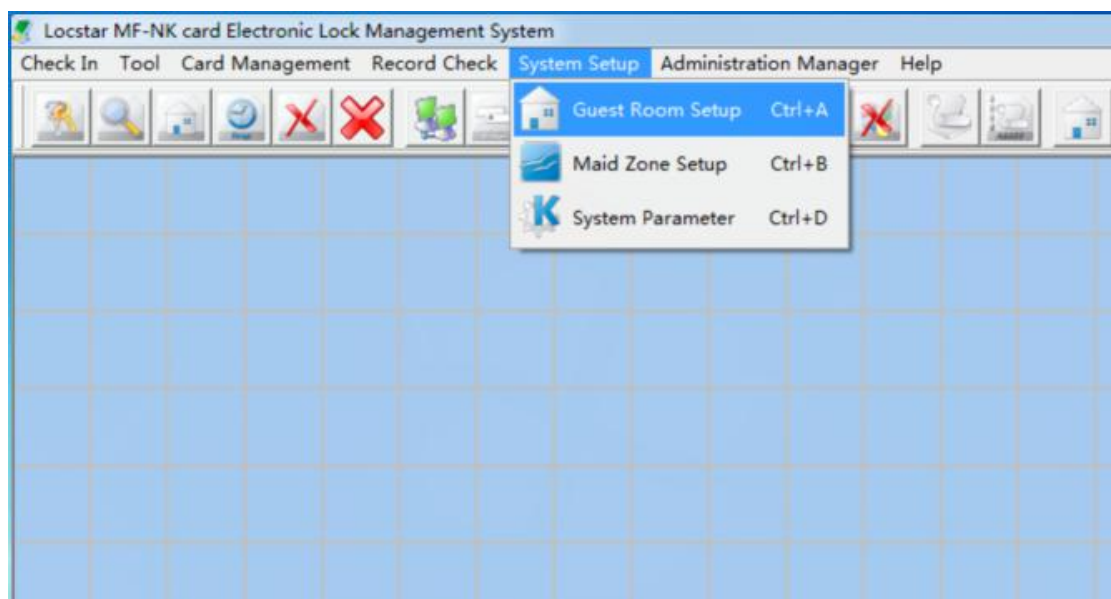 Locstar MF-NK card Electronic Lock Management System
Check In Tool Card Management Record Check System Setup Administration Manager Help
Guest Room Setup Ctrl+A
Maid Zone Setup Ctrl+B
K System Parameter Ctrl+D